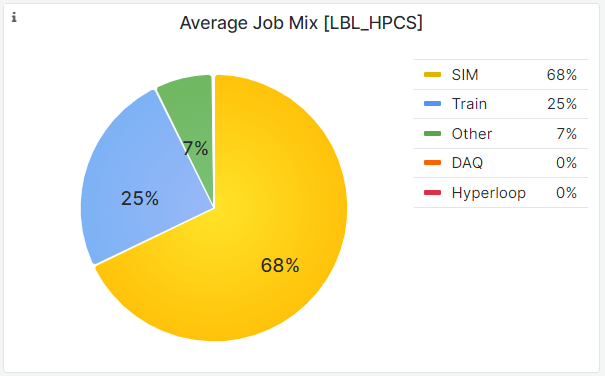 i
Average Job Mix [LBL_HPCS]
SIM 68%
Train 25%
Other 7%
DAQ 0%
Hyperloop 0%
7%
25%
68%